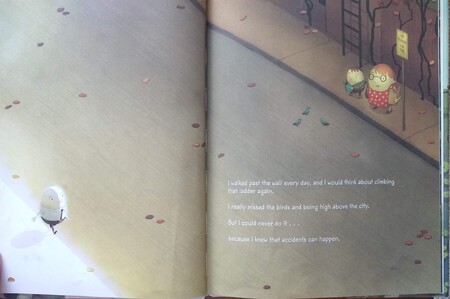 I walked past the wall every day, and I would think about climbing
that ladder again.
I really missed the birds and being high above the city.
But I could never do it . . .
because I know that accidents can happen.